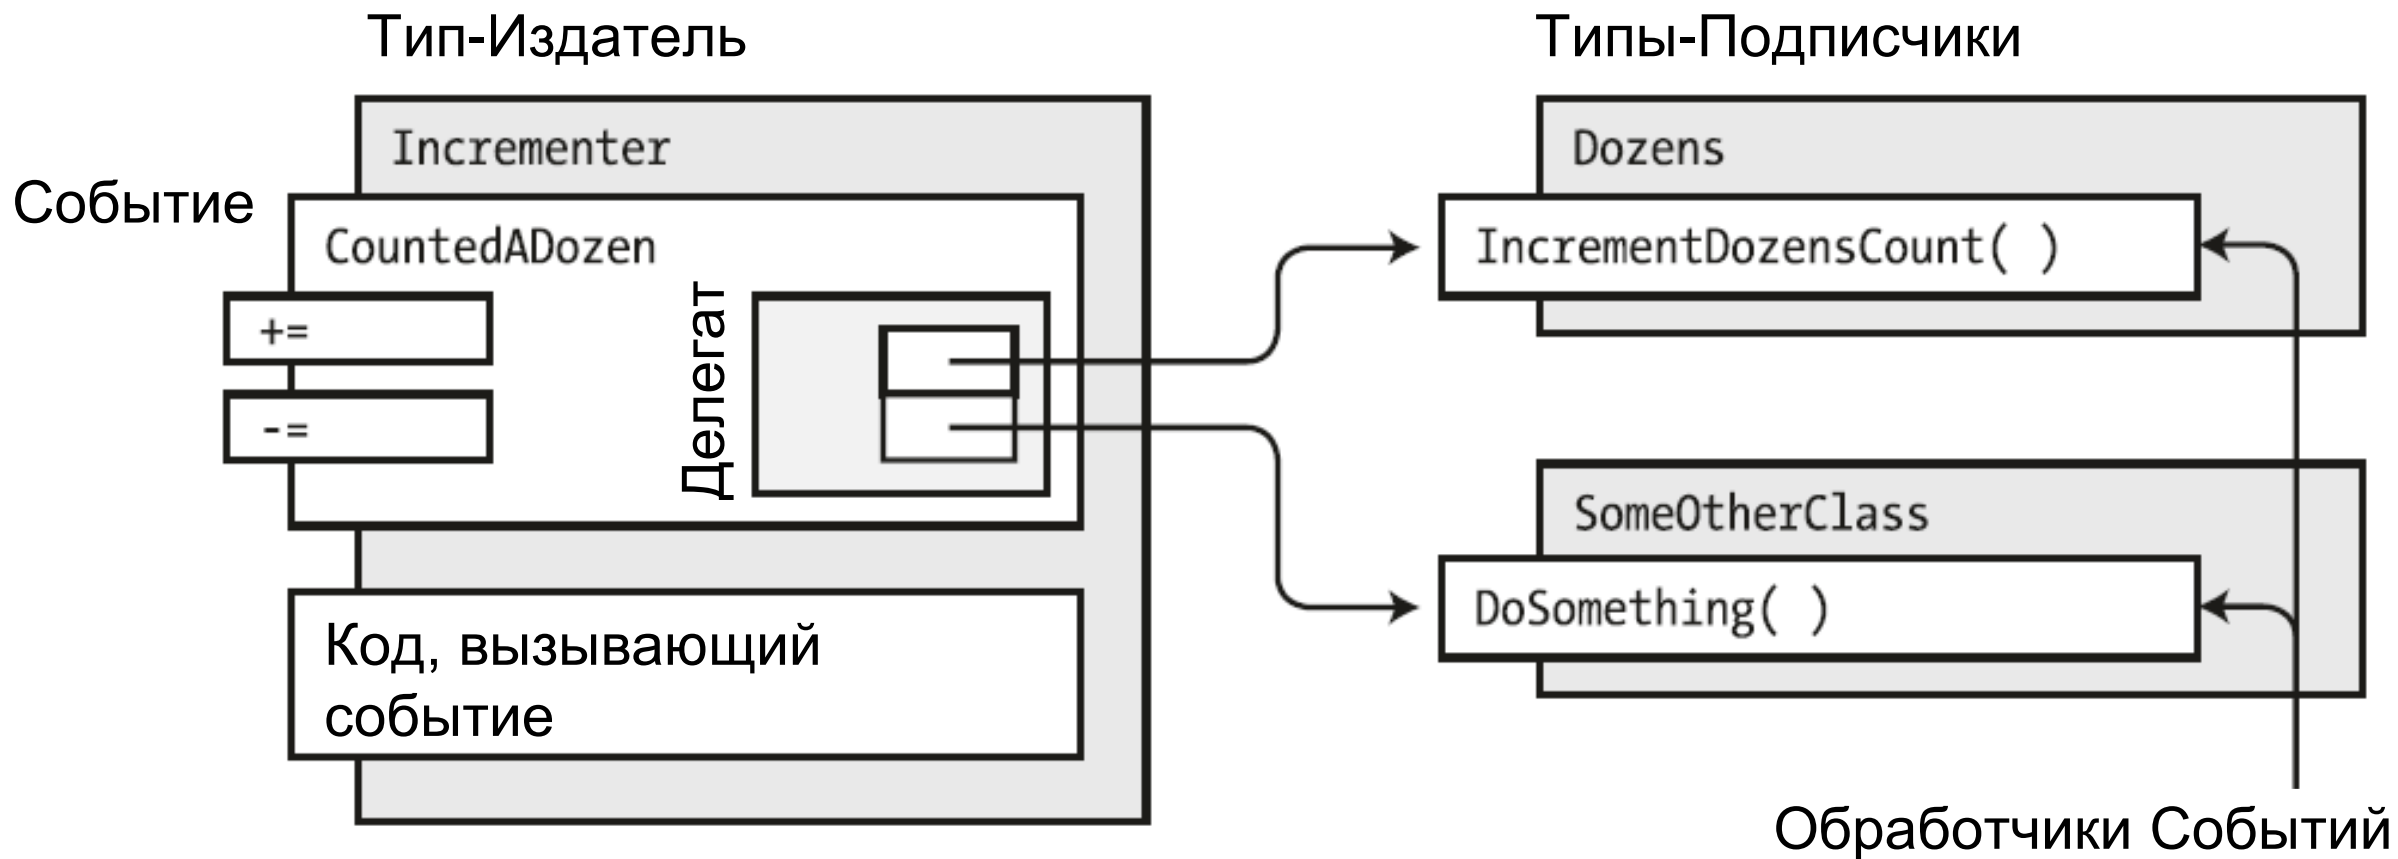 Тип-Издатель
Типы-Подписчики
Incrementer
Событие
CountedADozen
+=
-=
Делегат
Код, вызывающий
событие
Dozens
IncrementDozensCount( )
SomeOtherClass
DoSomething( )
Обработчики Событий